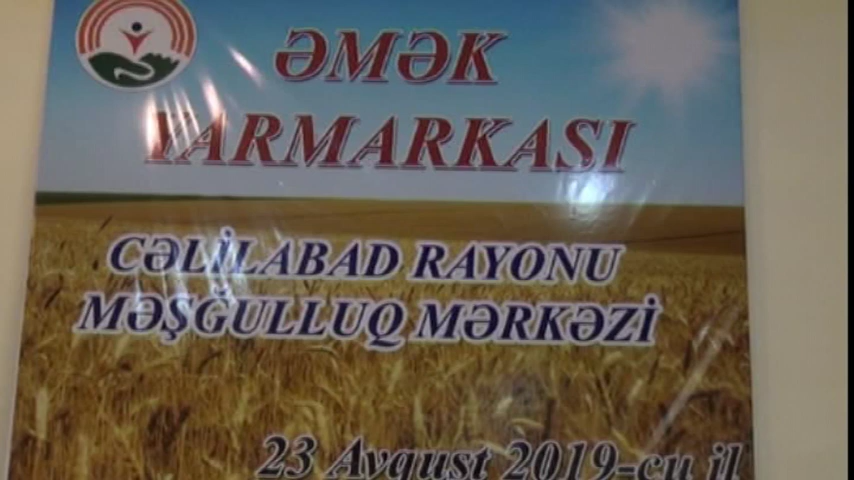 ƏMƏK
YARMARKASI
CƏLİLABAD RAYONU
MƏŞĞULLUQ MƏRKƏZİ
23 Avqust 2019-cu il